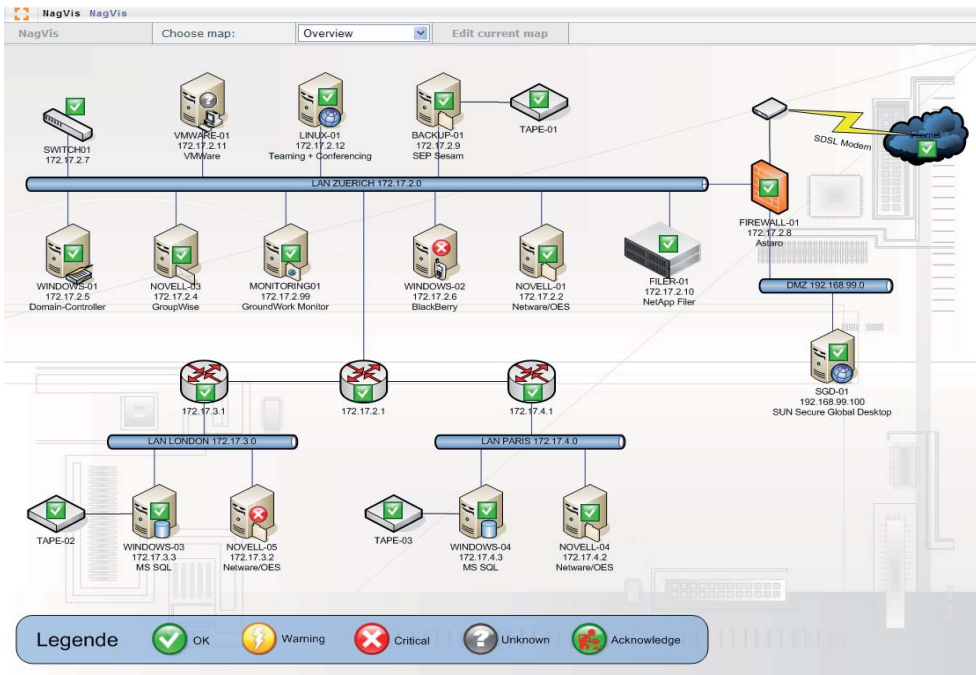 NagVis NagVis
NagVis Choose map: Overview Edit current map
SWITCH01
172.17.2.7
VMWARE-01
172.17.2.11
VMWare
LINUX-01
172.17.2.12
Teaming + Conferencing
BACKUP-01
172.17.2.9
SEP Sesam
TAPE-01
SDSL Modem
Internet
LAN ZUERICH 172.17.2.0
FIREWALL-01
172.17.2.8
Astaro
WINDOWS-01
172.17.2.5
Domain-Controller
NOVELL-03
172.17.2.4
GroupWise
MONITORING01
172.17.2.99
GroundWork Monitor
WINDOWS-02
172.17.2.6
BlackBerry
NOVELL-01
172.17.2.2
Netware/OES
FILER-01
172.17.2.10
NetApp Filer
DMZ 192.168.99.0
SGD-01
192.168.99.100
SUN Secure Global Desktop
172.17.3.1
172.17.2.1
172.17.4.1
LAN LONDON 172.17.3.0
LAN PARIS 172.17.4.0
TAPE-02
WINDOWS-03
172.17.3.3
MS SQL
NOVELL-05
172.17.3.2
Netware/OES
TAPE-03
WINDOWS-04
172.17.4.3
MS SQL
NOVELL-04
172.17.4.2
Netware/OES
Legende OK Warning Critical Unknown Acknowledge